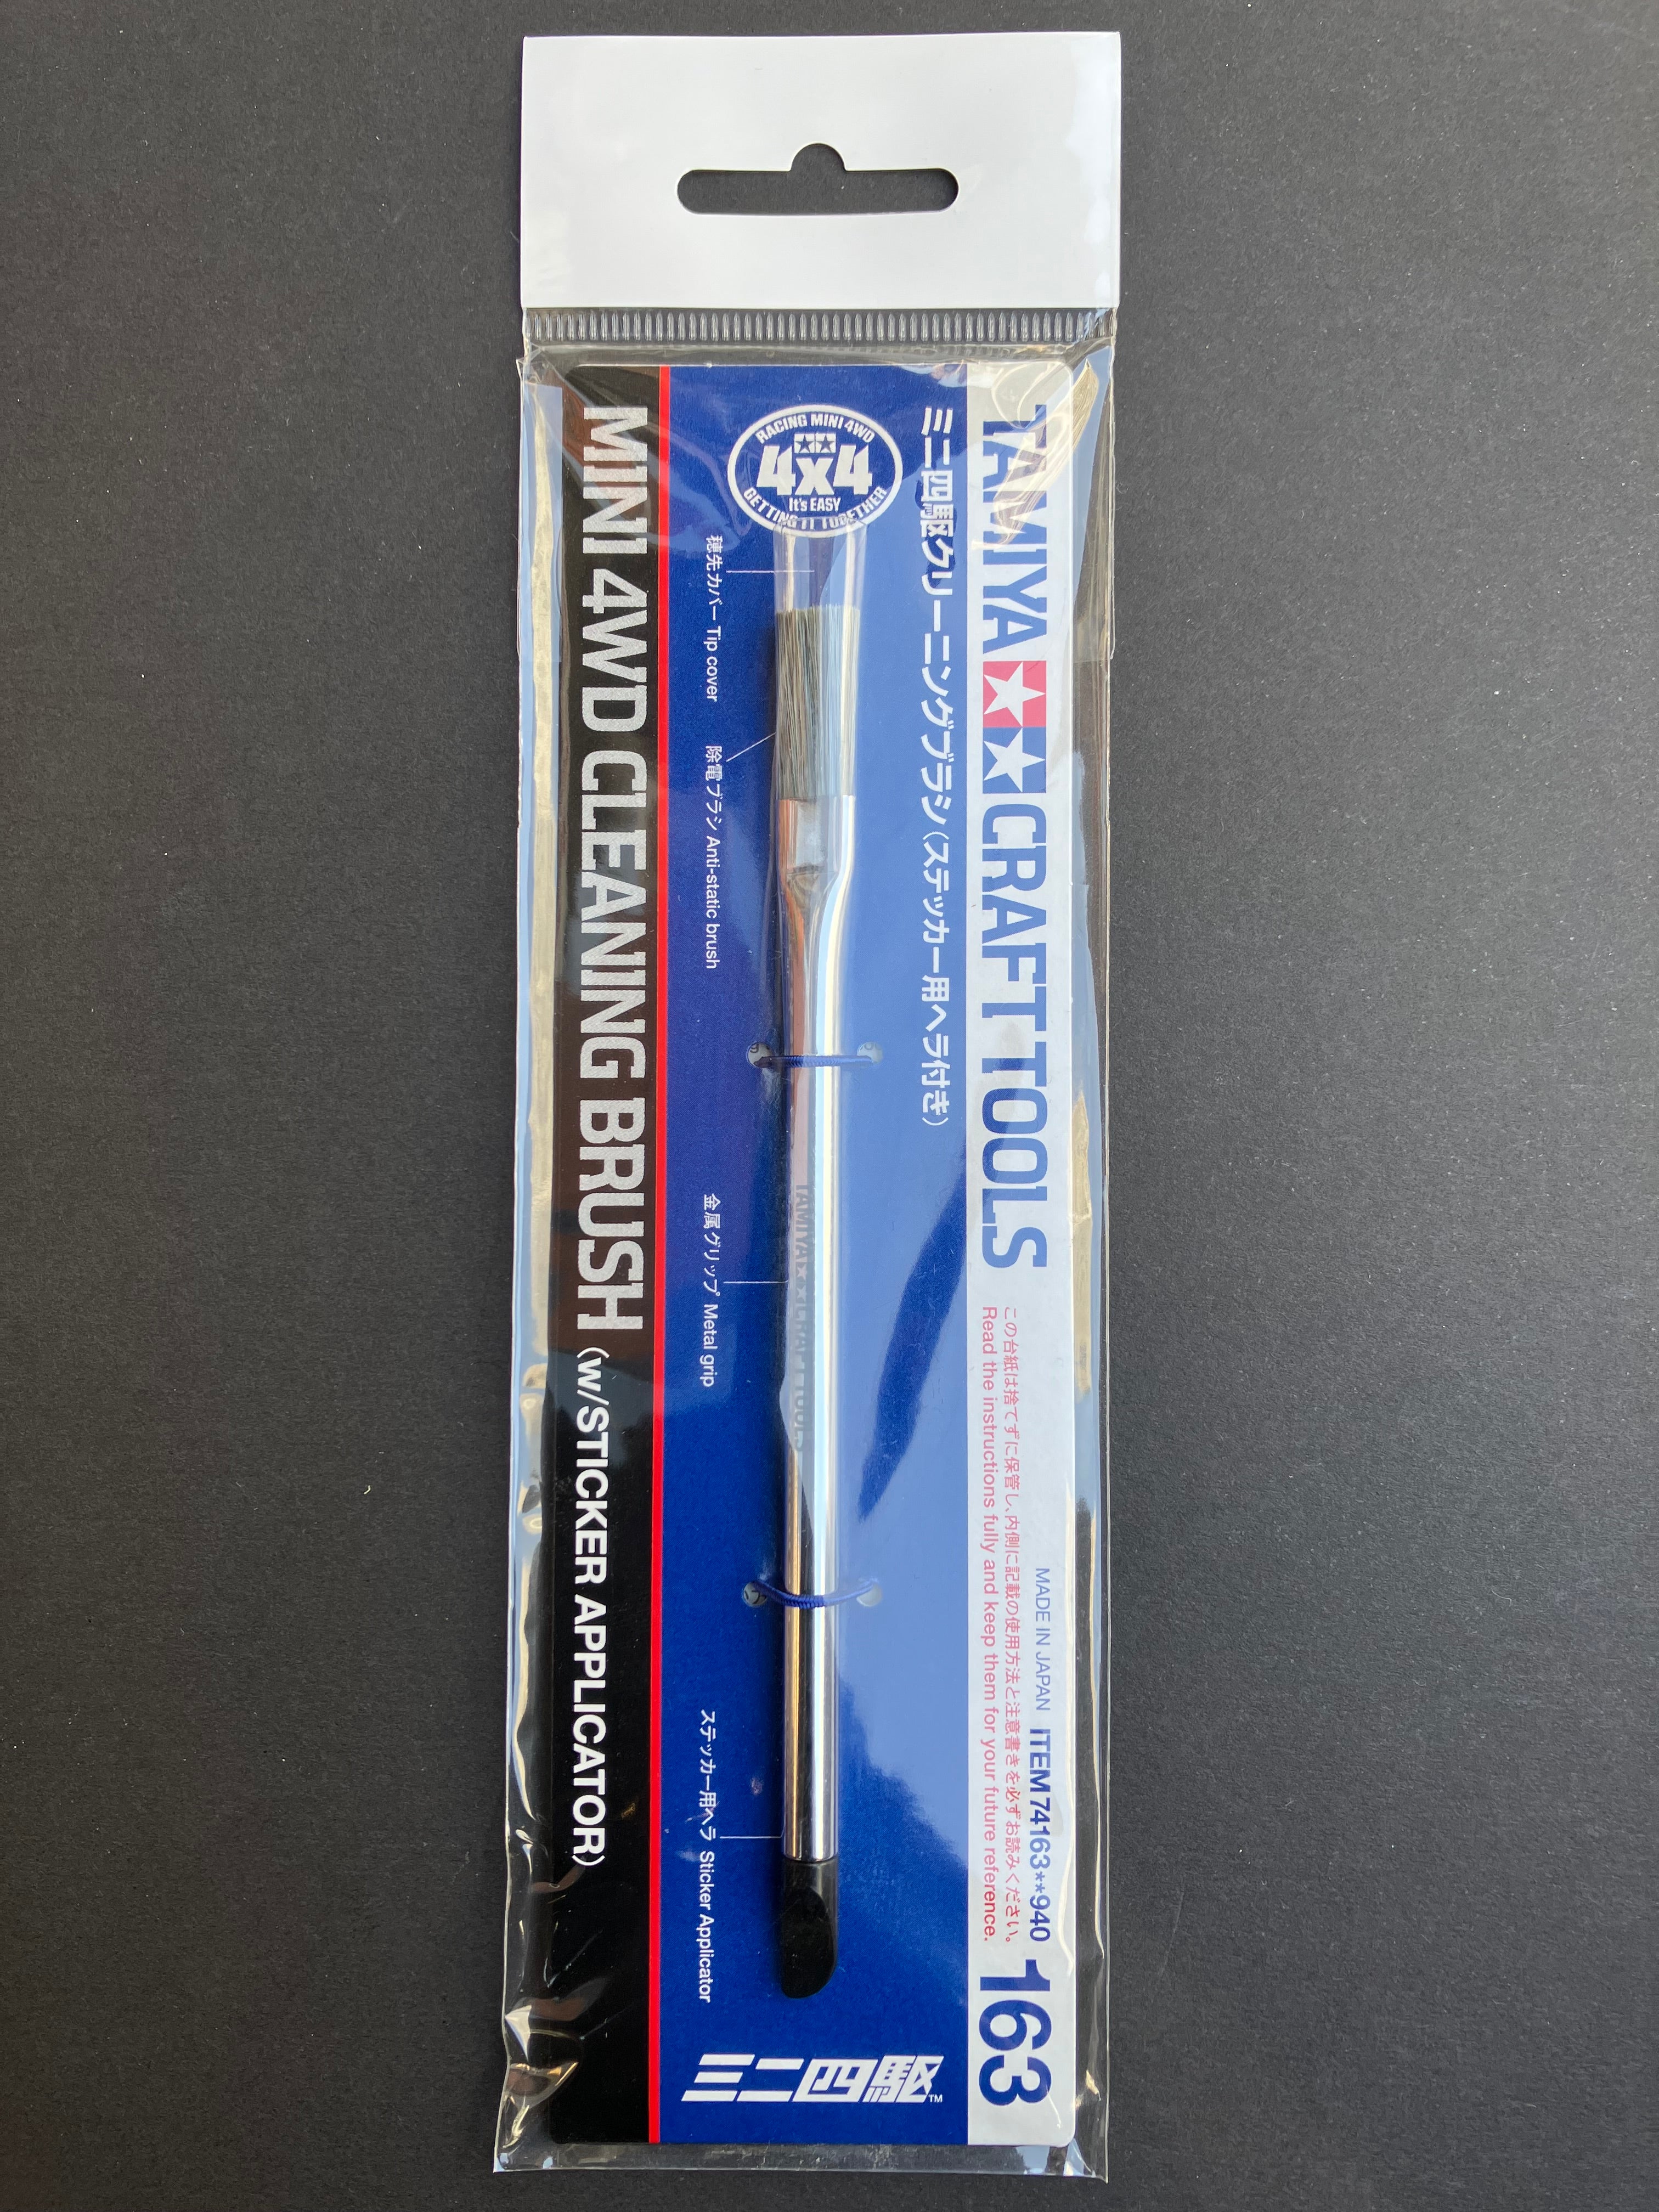 TAMIYA CRAFT TOOLS
この台紙は捨てずに保管し、内側に記載の使用方法と注意書きを必ずお読みください。
Read the instructions fully and keep them for your future reference.
MADE IN JAPAN ITEM 74163**940
163
ミニ四駆クリーニングブラシ（ステッカー用ヘラ付き）
RACING MINI 4WD
4x4
It's EASY
GETTING IT TOGETHER
穂先カバー Tip cover
除電ブラシ Anti-static brush
TAMIYA CRAFT TOOLS
金属グリップ Metal grip
ステッカー用ヘラ Sticker Applicator
ミニ四駆™
MINI 4WD CLEANING BRUSH (w/STICKER APPLICATOR)